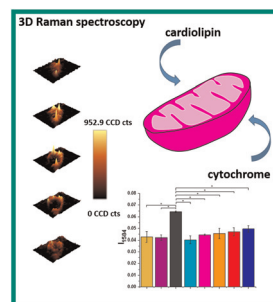 3D Raman spectroscopy
cardiolipin
952.9 CCD cts
0 CCD cts
cytochrome
I1584
0.08
0.07
0.06
0.05
0.04
0.03
0.02
0.01
0.00